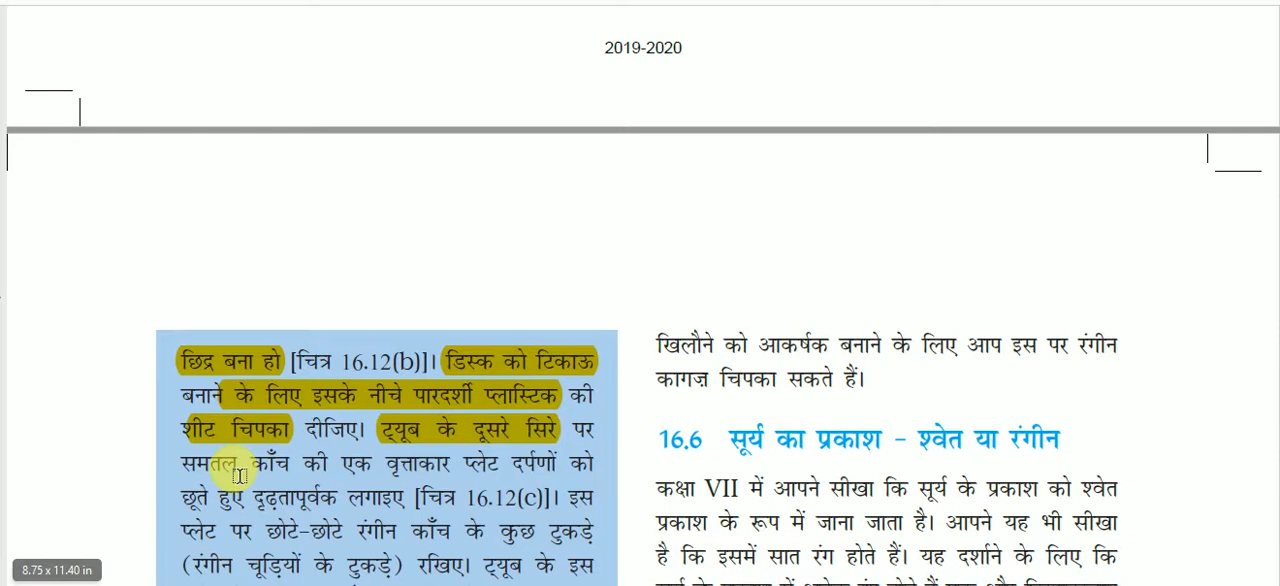 2019-2020
छिद्र बना हो [चित्र 16.12(b)]। डिस्क को टिकाऊ
बनाने के लिए इसके नीचे पारदर्शी प्लास्टिक की
शीट चिपका दीजिए। ट्यूब के दूसरे सिरे पर
समतल काँच की एक वृत्ताकार प्लेट दर्पणों को
छूते हुए दृढ़तापूर्वक लगाइए [चित्र 16.12(c)]। इस
प्लेट पर छोटे-छोटे रंगीन काँच के कुछ टुकड़े
(रंगीन चूड़ियों के टुकड़े) रखिए। ट्यूब के इस
खिलौने को आकर्षक बनाने के लिए आप इस पर रंगीन
कागज़ चिपका सकते हैं।
16.6 सूर्य का प्रकाश - श्वेत या रंगीन
कक्षा VII में आपने सीखा कि सूर्य के प्रकाश को श्वेत
प्रकाश के रूप में जाना जाता है। आपने यह भी सीखा
है कि इसमें सात रंग होते हैं। यह दर्शाने के लिए कि
8.75 x 11.40 in